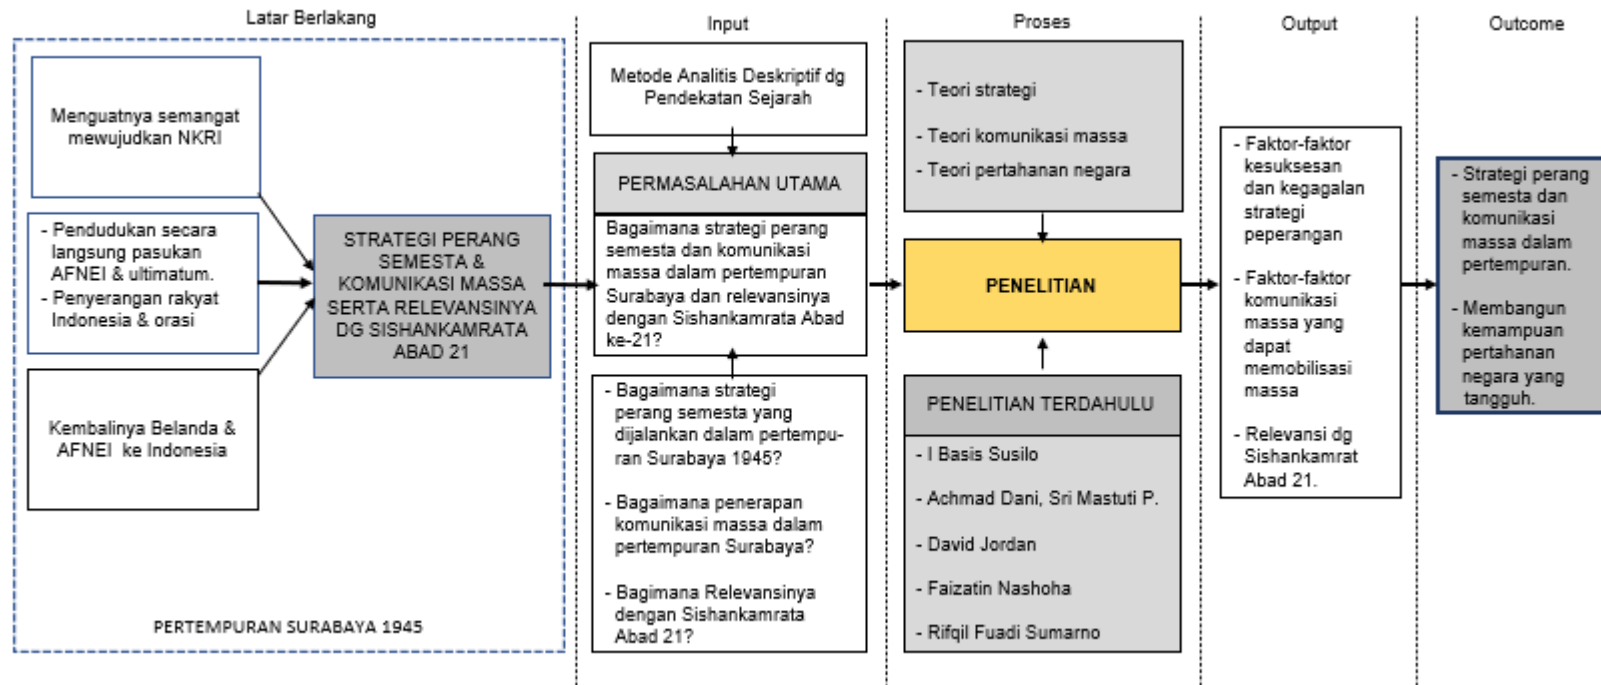 Latar Berlakang
Input
Proses
Output
Outcome
Menguatnya semangat
mewujudkan NKRI
- Pendudukan secara
langsung pasukan
AFNEI & ultimatum.
- Penyerangan rakyat
Indonesia & orasi
Kembalinya Belanda &
AFNEI ke Indonesia
STRATEGI PERANG
SEMESTA &
KOMUNIKASI MASSA
SERTA RELEVANSINYA
DG SISHANKAMRATA
ABAD 21
PERTEMPURAN SURABAYA 1945
Metode Analitis Deskriptif dg
Pendekatan Sejarah
PERMASALAHAN UTAMA
Bagaimana strategi perang
semesta dan komunikasi
massa dalam pertempuran
Surabaya dan relevansinya
dengan Sishankamrata Abad
ke-21?
- Bagaimana strategi
perang semesta yang
dijalankan dalam pertempu-
ran Surabaya 1945?
- Bagaimana penerapan
komunikasi massa dalam
pertempuran Surabaya?
- Bagimana Relevansinya
dengan Sishankamrata
Abad 21?
- Teori strategi
- Teori komunikasi massa
- Teori pertahanan negara
PENELITIAN
PENELITIAN TERDAHULU
- I Basis Susilo
- Achmad Dani, Sri Mastuti P.
- David Jordan
- Faizatin Nashoha
- Rifqil Fuadi Sumarno
- Faktor-faktor
kesuksesan
dan kegagalan
strategi
peperangan
- Faktor-faktor
komunikasi
massa yang
dapat
memobilisasi
massa
- Relevansi dg
Sishankamrat
Abad 21.
- Strategi perang
semesta dan
komunikasi
massa dalam
pertempuran.
- Membangun
kemampuan
pertahanan
negara yang
tangguh.